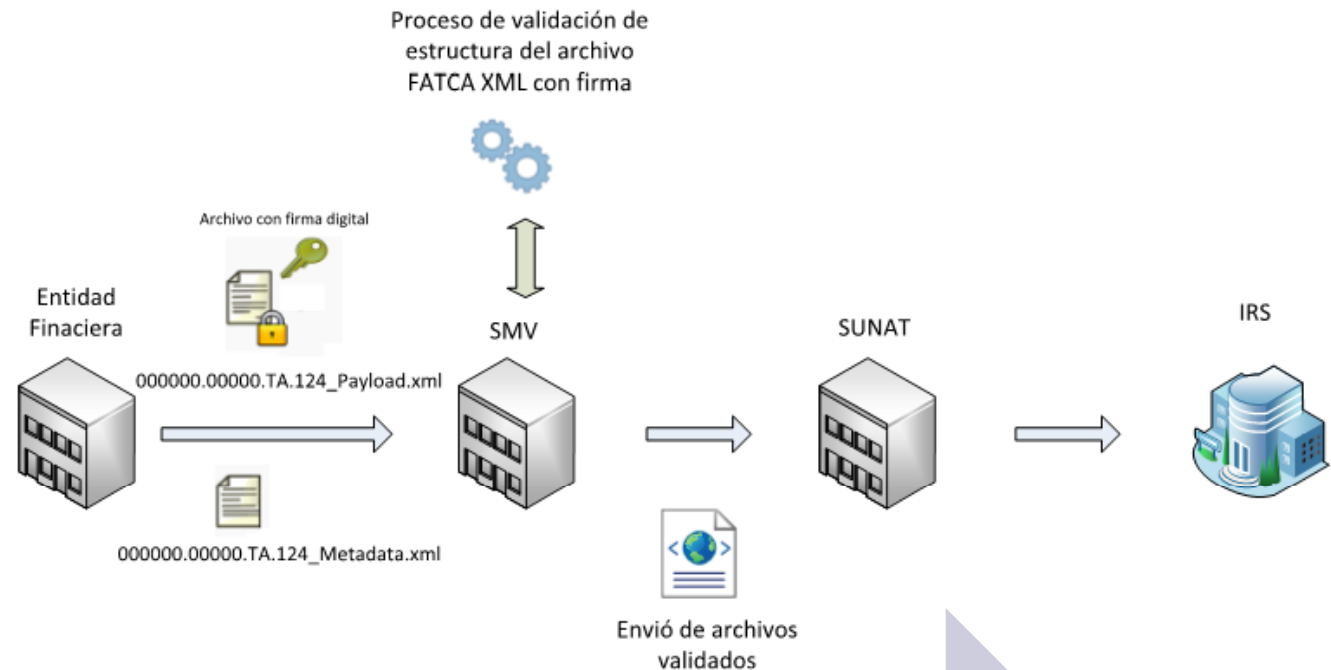 Proceso de validación de
estructura del archivo
FATCA XML con firma
Archivo con firma digital
Entidad
Finaciera
000000.00000.TA.124_Payload.xml
000000.00000.TA.124_Metadata.xml
SMV
SUNAT
IRS
Envió de archivos
validados